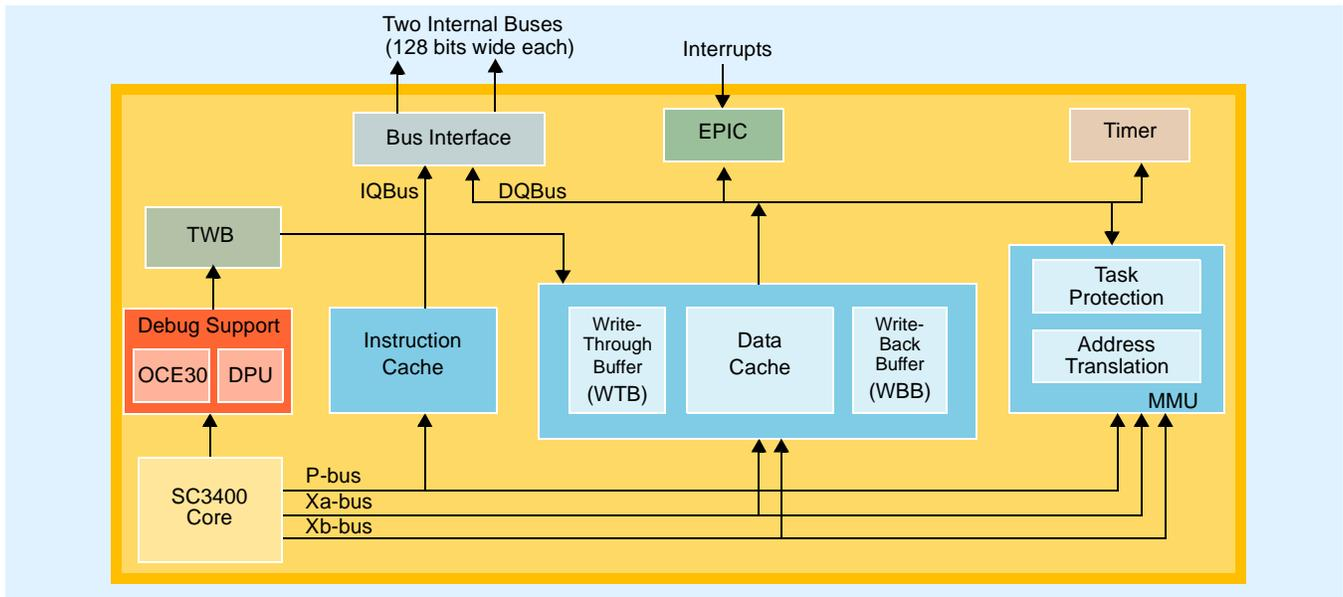 Two Internal Buses
(128 bits wide each)
Interrupts
Bus Interface
EPIC
Timer
IQBus
DQBus
TWB
Task
Protection
Address
Translation
MMU
Debug Support
OCE30
DPU
Instruction
Cache
Write-
Through
Buffer
(WTB)
Data
Cache
Write-
Back
Buffer
(WBB)
SC3400
Core
P-bus
Xa-bus
Xb-bus